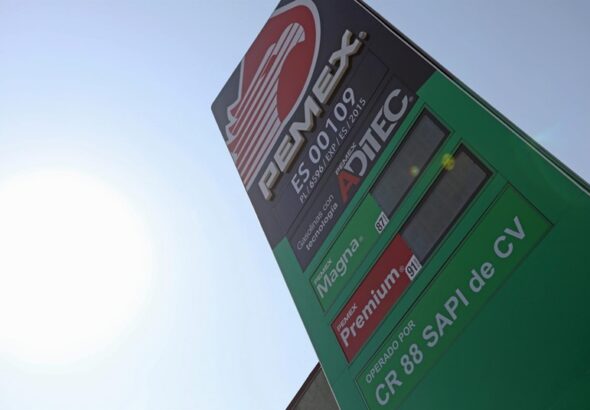 PEMEX®
ES 00109
PL/6596/EXP/ES/2015
Gasolinas con
tecnología
PEMEX
ADITEC®
PEMEX
Magna® 87
PEMEX
Premium® 91
OPERADO POR
CR 88 SAPI de CV